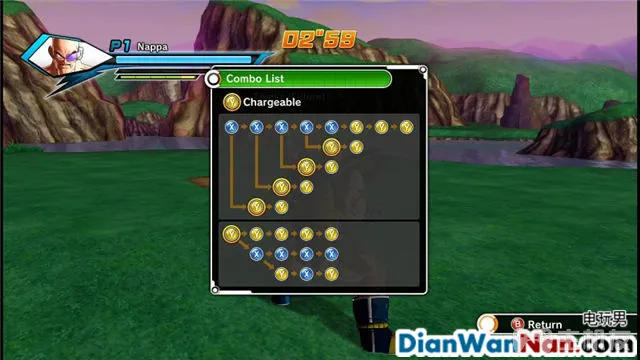 P1 Nappa
02"59
Combo List
Y Chargeable
X X X X X Y Y Y
Y Y
Y Y
Y Y
Y Y
Y Y Y Y Y
X X X X
Y X Y
B Return
电玩男
DianWanNan.com